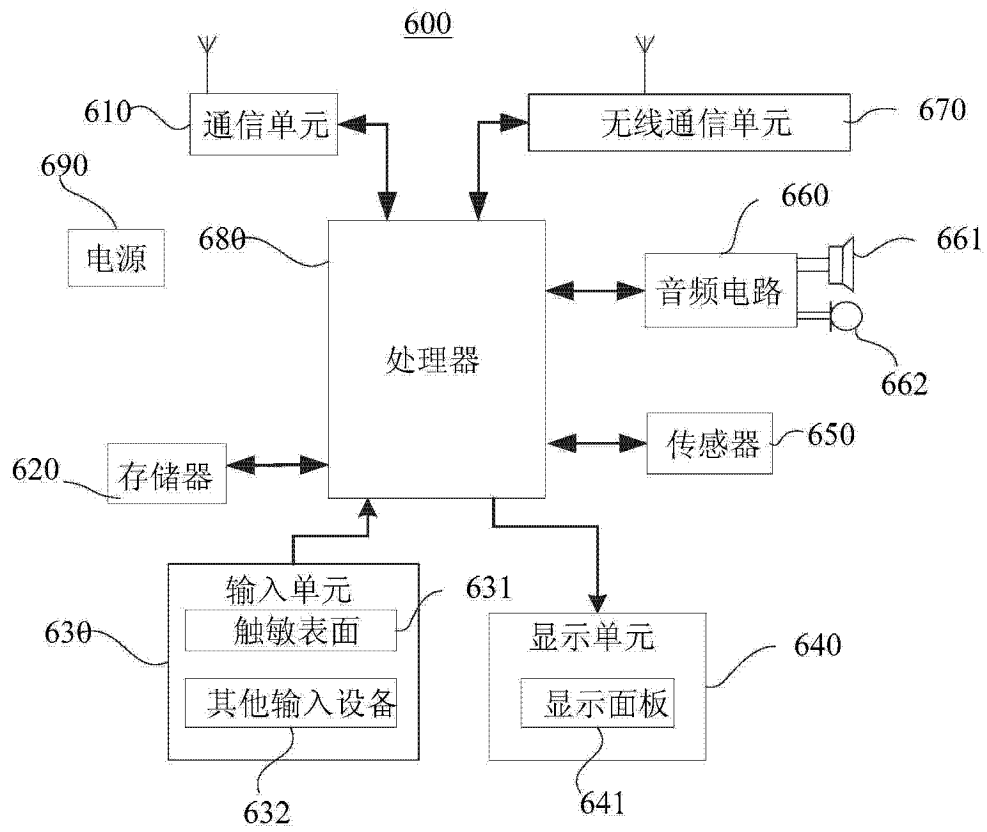 600
610
通信单元
无线通信单元
670
690
电源
680
660
661
音频电路
处理器
662
620
存储器
传感器
650
输入单元
631
630
触敏表面
显示单元
640
其他输入设备
显示面板
632
641